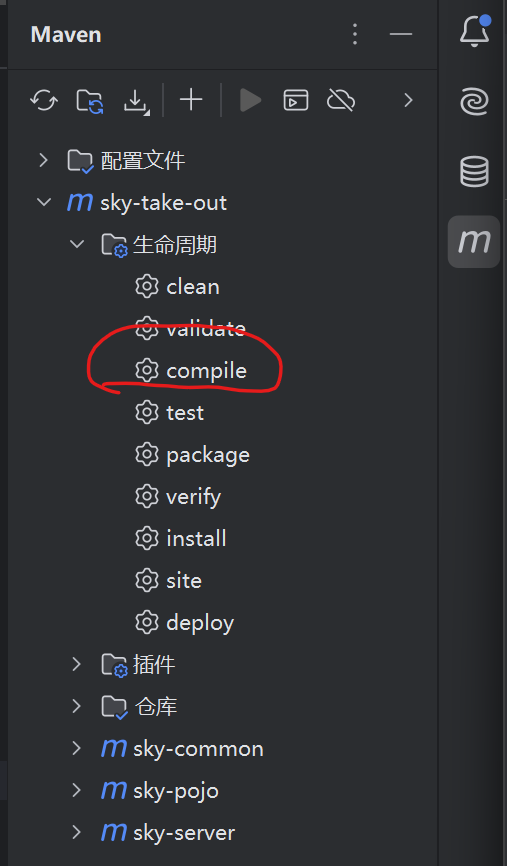 Maven
配置文件
m sky-take-out
生命周期
clean
validate
compile
test
package
verify
install
site
deploy
插件
仓库
m sky-common
m sky-pojo
m sky-server
m